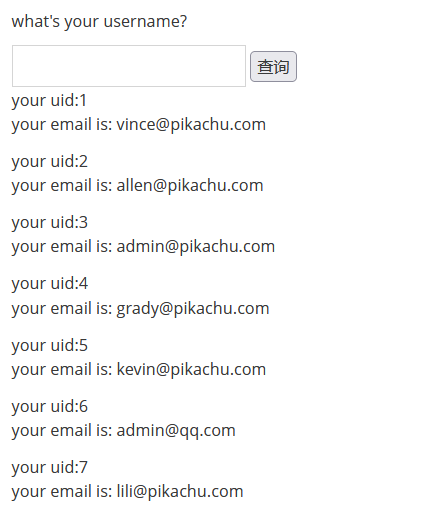 what's your username?
查询
your uid:1
your email is: vince@pikachu.com
your uid:2
your email is: allen@pikachu.com
your uid:3
your email is: admin@pikachu.com
your uid:4
your email is: grady@pikachu.com
your uid:5
your email is: kevin@pikachu.com
your uid:6
your email is: admin@qq.com
your uid:7
your email is: lili@pikachu.com